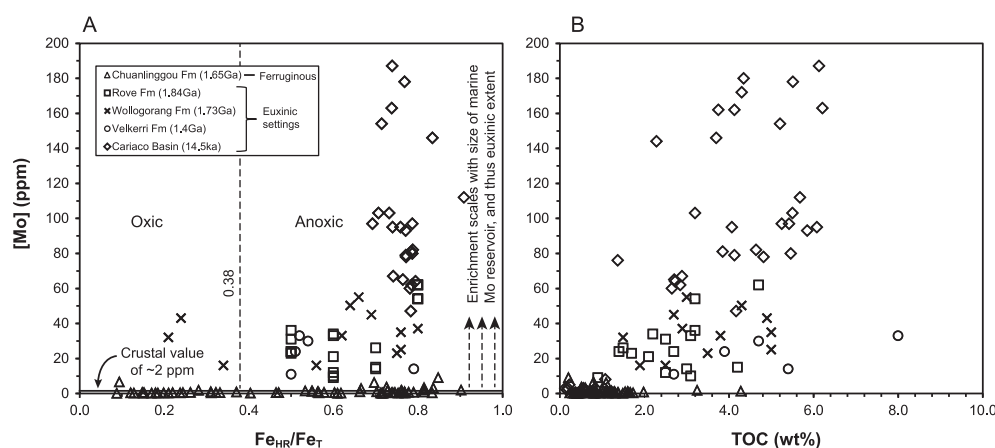 A
B
200
180
160
140
120
100
80
60
40
20
0
[Mo] (ppm)
Chuanlinggou Fm (1.65Ga)
Ferruginous
Rove Fm (1.84Ga)
Wollogorang Fm (1.73Ga)
Velkerri Fm (1.4Ga)
Cariaco Basin (14.5ka)
Euxinic
settings
Oxic
Anoxic
0.38
Crustal value
of ~2 ppm
Enrichment scales with size of marine
Mo reservoir, and thus euxinic extent
0.0
0.2
0.4
0.6
0.8
1.0
FeHR/FeT
200
180
160
140
120
100
80
60
40
20
0
0.0
2.0
4.0
6.0
8.0
10.0
TOC (wt%)